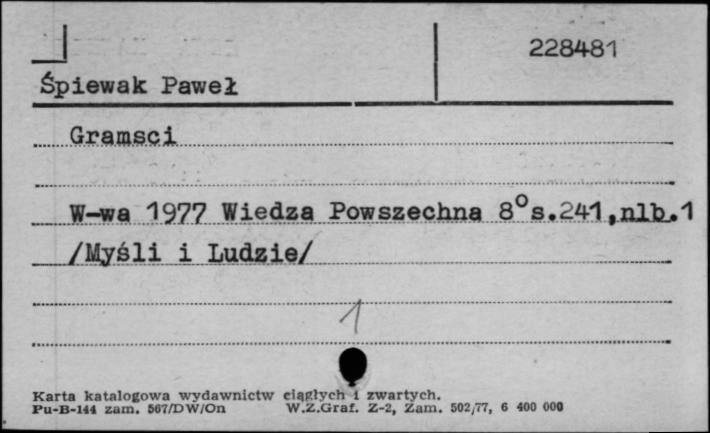 228481
Śpiewak Paweł
Gramsci
W-wa 1977 Wiedza Powszechna 8° s.241,nlb.1
/Myśli i Ludzie/
1
Karta katalogowa wydawnictw ciągłych i zwartych.
Pu-B-144 zam. 567/DW/On W.Z.Graf. Z-2, Zam. 502/77, 6 400 000